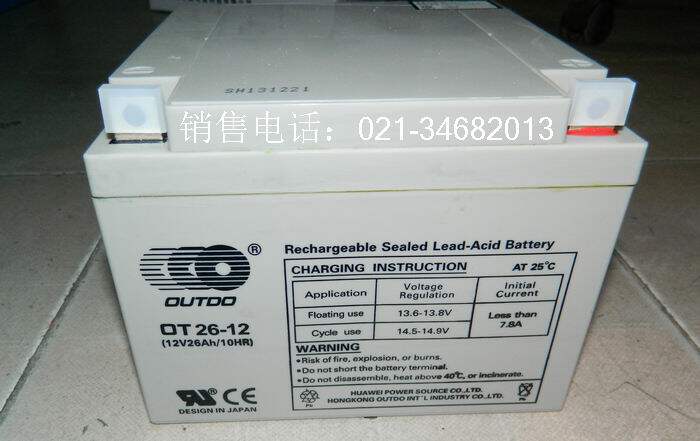 SH131221
销售电话：021-34682013
®
OUTDO
OT 26-12
(12V26Ah/10HR)
Rechargeable Sealed Lead-Acid Battery
CHARGING INSTRUCTION AT 25°C
Application Voltage Regulation Initial Current
Floating use 13.6-13.8V Less than 7.8A
Cycle use 14.5-14.9V
WARNING
•Risk of fire, explosion, or burns.
•Do not short the battery terminal.
•Do not disassemble, heat above 40°C, or incinerate.
Pb
HUAWEI POWER SOURCE CO.,LTD.
HONGKONG OUTDO INT'L INDUSTRY CO.,LTD.
Pb
DESIGN IN JAPAN